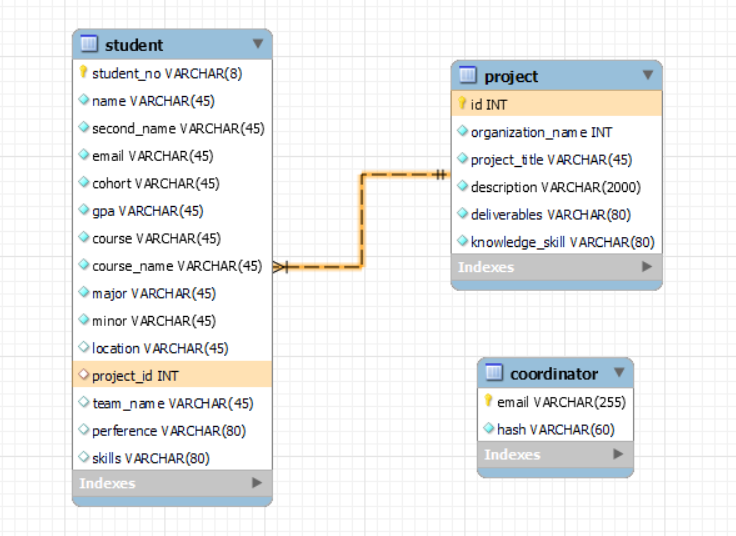 student
student_no VARCHAR(8)
name VARCHAR(45)
second_name VARCHAR(45)
email VARCHAR(45)
cohort VARCHAR(45)
gpa VARCHAR(45)
course VARCHAR(45)
course_name VARCHAR(45)
major VARCHAR(45)
minor VARCHAR(45)
location VARCHAR(45)
project_id INT
team_name VARCHAR(45)
perference VARCHAR(80)
skills VARCHAR(80)
Indexes
project
id INT
organization_name INT
project_title VARCHAR(45)
description VARCHAR(2000)
deliverables VARCHAR(80)
knowledge_skill VARCHAR(80)
Indexes
coordinator
email VARCHAR(255)
hash VARCHAR(60)
Indexes